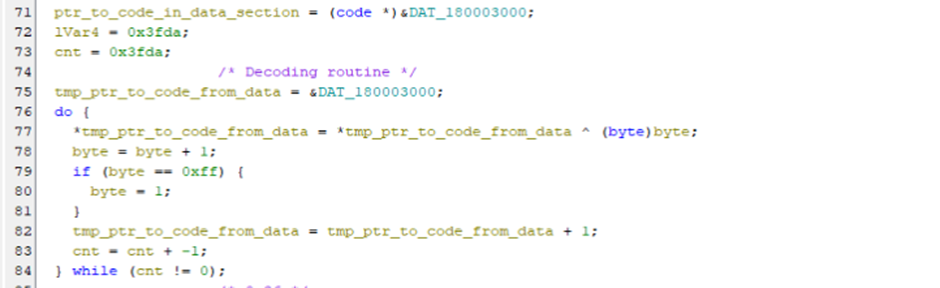 71 ptr_to_code_in_data_section = (code *)&DAT_180003000;
72 lVar4 = 0x3fda;
73 cnt = 0x3fda;
74 /* Decoding routine */
75 tmp_ptr_to_code_from_data = &DAT_180003000;
76 do {
77 *tmp_ptr_to_code_from_data = *tmp_ptr_to_code_from_data ^ (byte)byte;
78 byte = byte + 1;
79 if (byte == 0xff) {
80 byte = 1;
81 }
82 tmp_ptr_to_code_from_data = tmp_ptr_to_code_from_data + 1;
83 cnt = cnt + -1;
84 } while (cnt != 0);